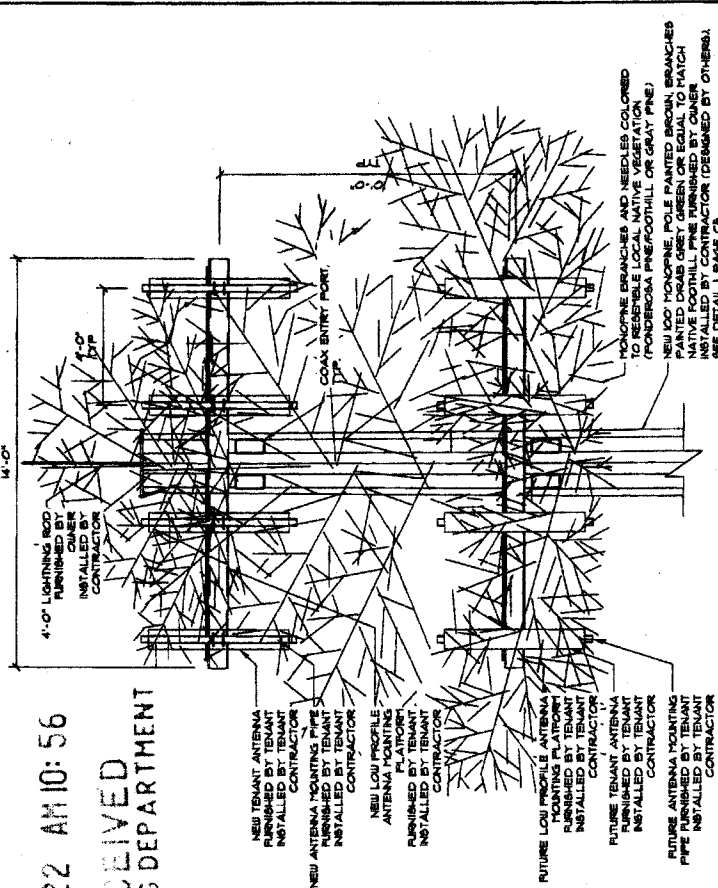 14'-0"
22 AM 10:56
CEIVED
DEPARTMENT
4'-0" LIGHTNING ROD
FURNISHED BY
OWNER
INSTALLED BY
CONTRACTOR
4'-0"
TYP.
COAX ENTRY PORT,
TYP.
NEW TENANT ANTENNA
FURNISHED BY TENANT
INSTALLED BY TENANT
CONTRACTOR
NEW ANTENNA MOUNTING PIPE
FURNISHED BY TENANT
INSTALLED BY TENANT
CONTRACTOR
NEW LOW PROFILE
ANTENNA MOUNTING
PLATFORM
FURNISHED BY TENANT
INSTALLED BY TENANT
CONTRACTOR
FUTURE LOW PROFILE ANTENNA
MOUNTING PLATFORM
FURNISHED BY TENANT
INSTALLED BY TENANT
CONTRACTOR
FUTURE TENANT ANTENNA
FURNISHED BY TENANT
INSTALLED BY TENANT
CONTRACTOR
FUTURE ANTENNA MOUNTING
PIPE FURNISHED BY TENANT
INSTALLED BY TENANT
CONTRACTOR
MONOPINE BRANCHES AND NEEDLES COLORED
TO RESEMBLE LOCAL NATIVE VEGETATION
(PONDEROSA PINE/FOOTHILL OR GRAY PINE)
NEW 100' MONOPINE, POLE PAINTED BROWN, BRANCHES
PAINTED DRAB GREY GREEN OR EQUAL TO MATCH
NATIVE FOOTHILL PINE FURNISHED BY OWNER
INSTALLED BY CONTRACTOR (DESIGNED BY OTHERS).
SEE DETAIL 1, PAGE